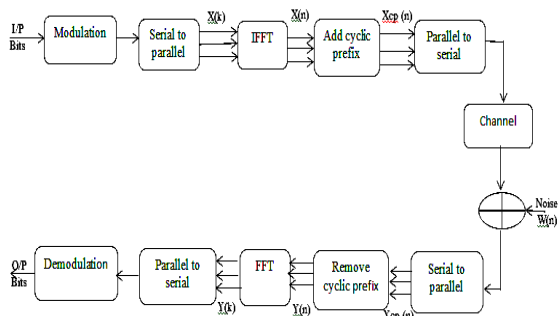 I/P
Bits
Modulation
Serial to
parallel
X(k)
IFFT
X(n)
Add cyclic
prefix
Xcp (n)
Parallel to
serial
Channel
Noise
W(n)
O/P
Bits
Demodulation
Parallel to
serial
Y(k)
FFT
Y(n)
Remove
cyclic prefix
Ycp (n)
Serial to
parallel